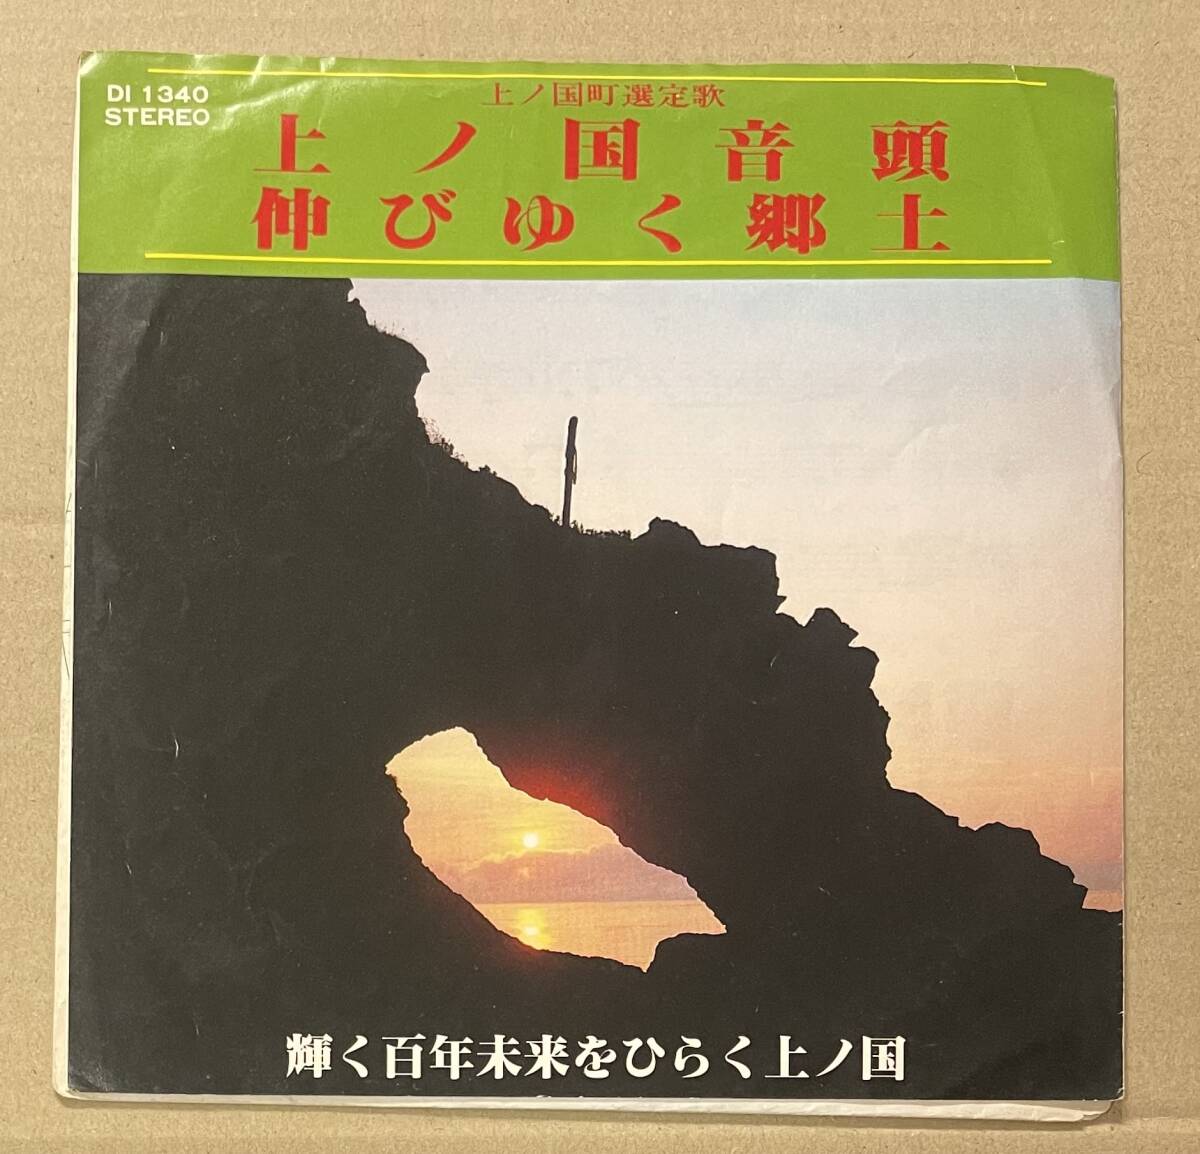 DI 1340
STEREO
上ノ国町選定歌
上ノ国音頭
伸びゆく郷土
輝く百年未来をひらく上ノ国